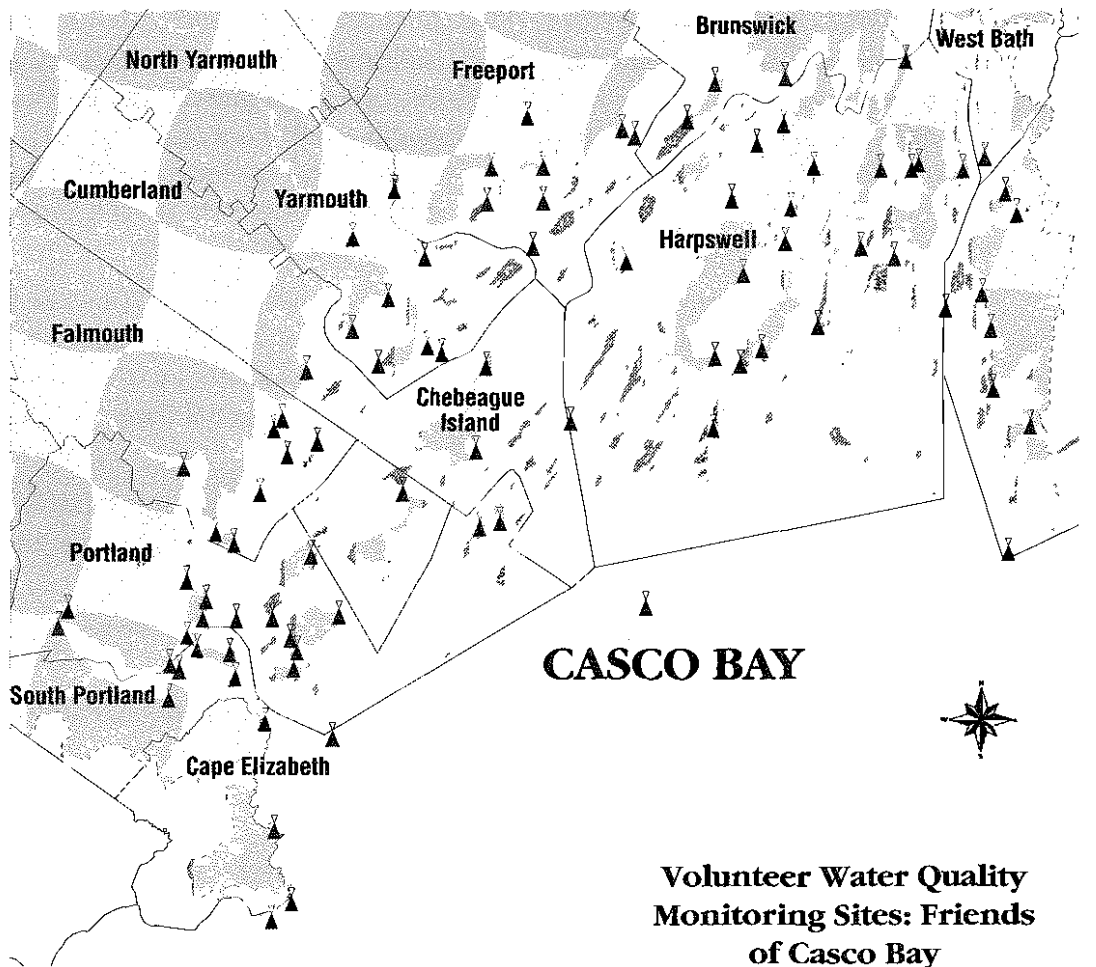 Brunswick
West Bath
North Yarmouth
Freeport
Cumberland
Yarmouth
Harpswell
Falmouth
Chebeague
Island
Portland
CASCO BAY
South Portland
Cape Elizabeth
Volunteer Water Quality
Monitoring Sites: Friends
of Casco Bay